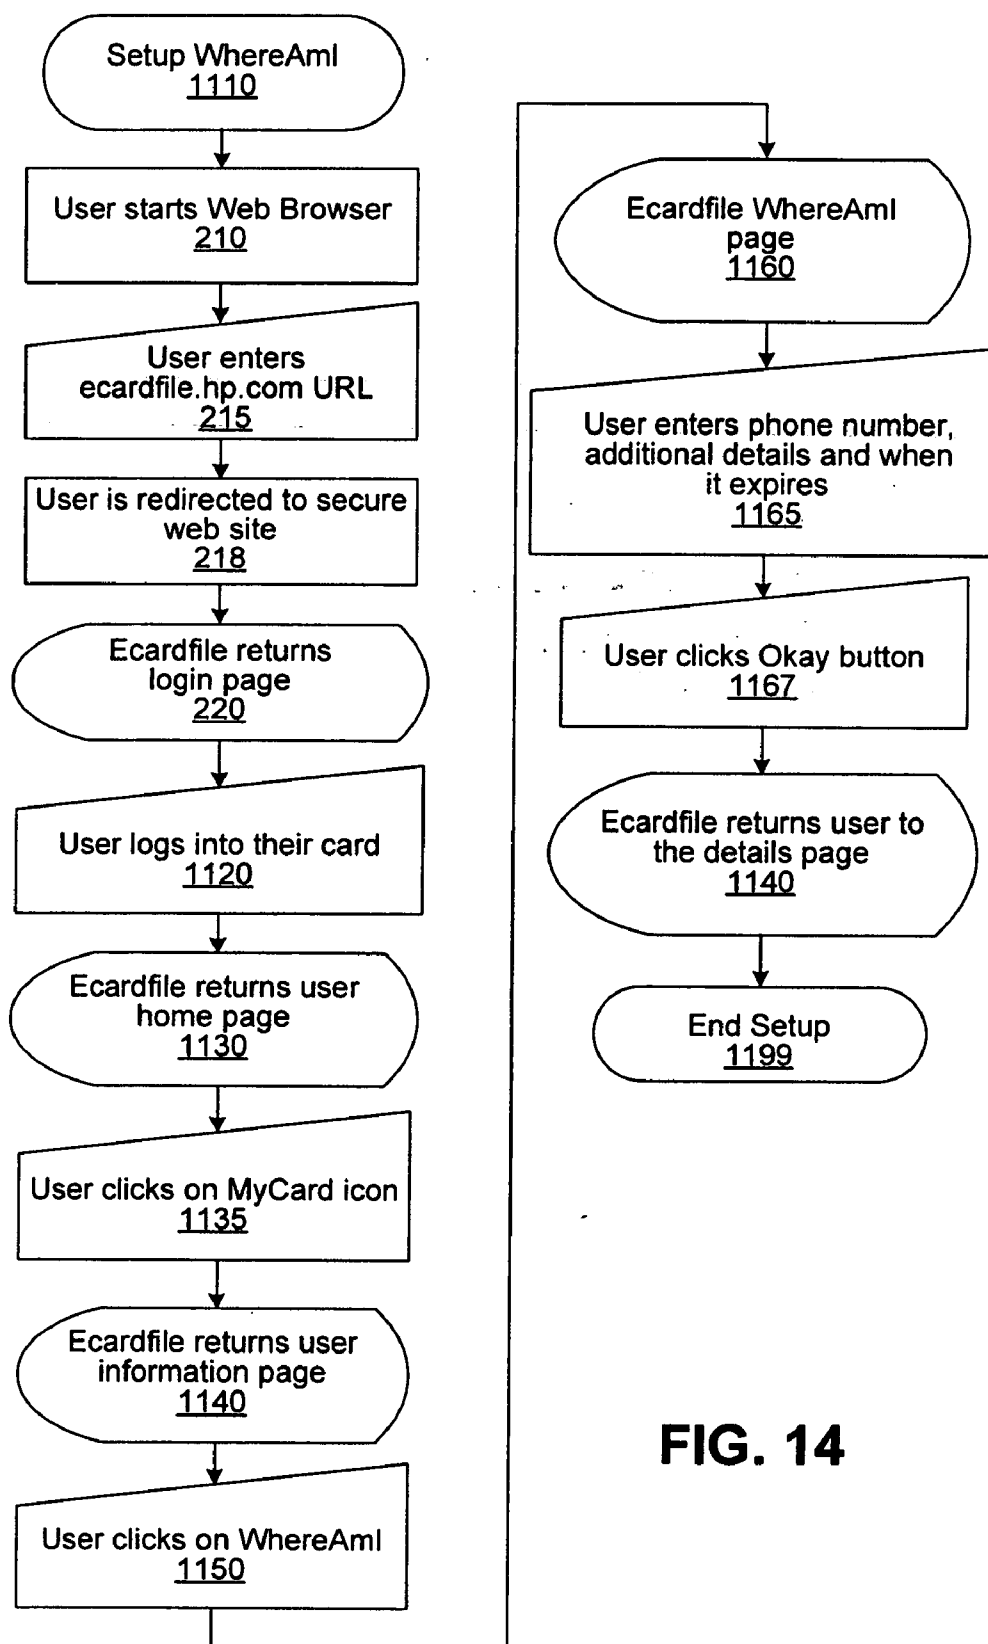 Setup WhereAmI
1110
User starts Web Browser
210
User enters
ecardfile.hp.com URL
215
User is redirected to secure
web site
218
Ecardfile returns
login page
220
User logs into their card
1120
Ecardfile returns user
home page
1130
User clicks on MyCard icon
1135
Ecardfile returns user
information page
1140
User clicks on WhereAmI
1150
Ecardfile WhereAmI
page
1160
User enters phone number,
additional details and when
it expires
1165
User clicks Okay button
1167
Ecardfile returns user to
the details page
1140
End Setup
1199
FIG. 14